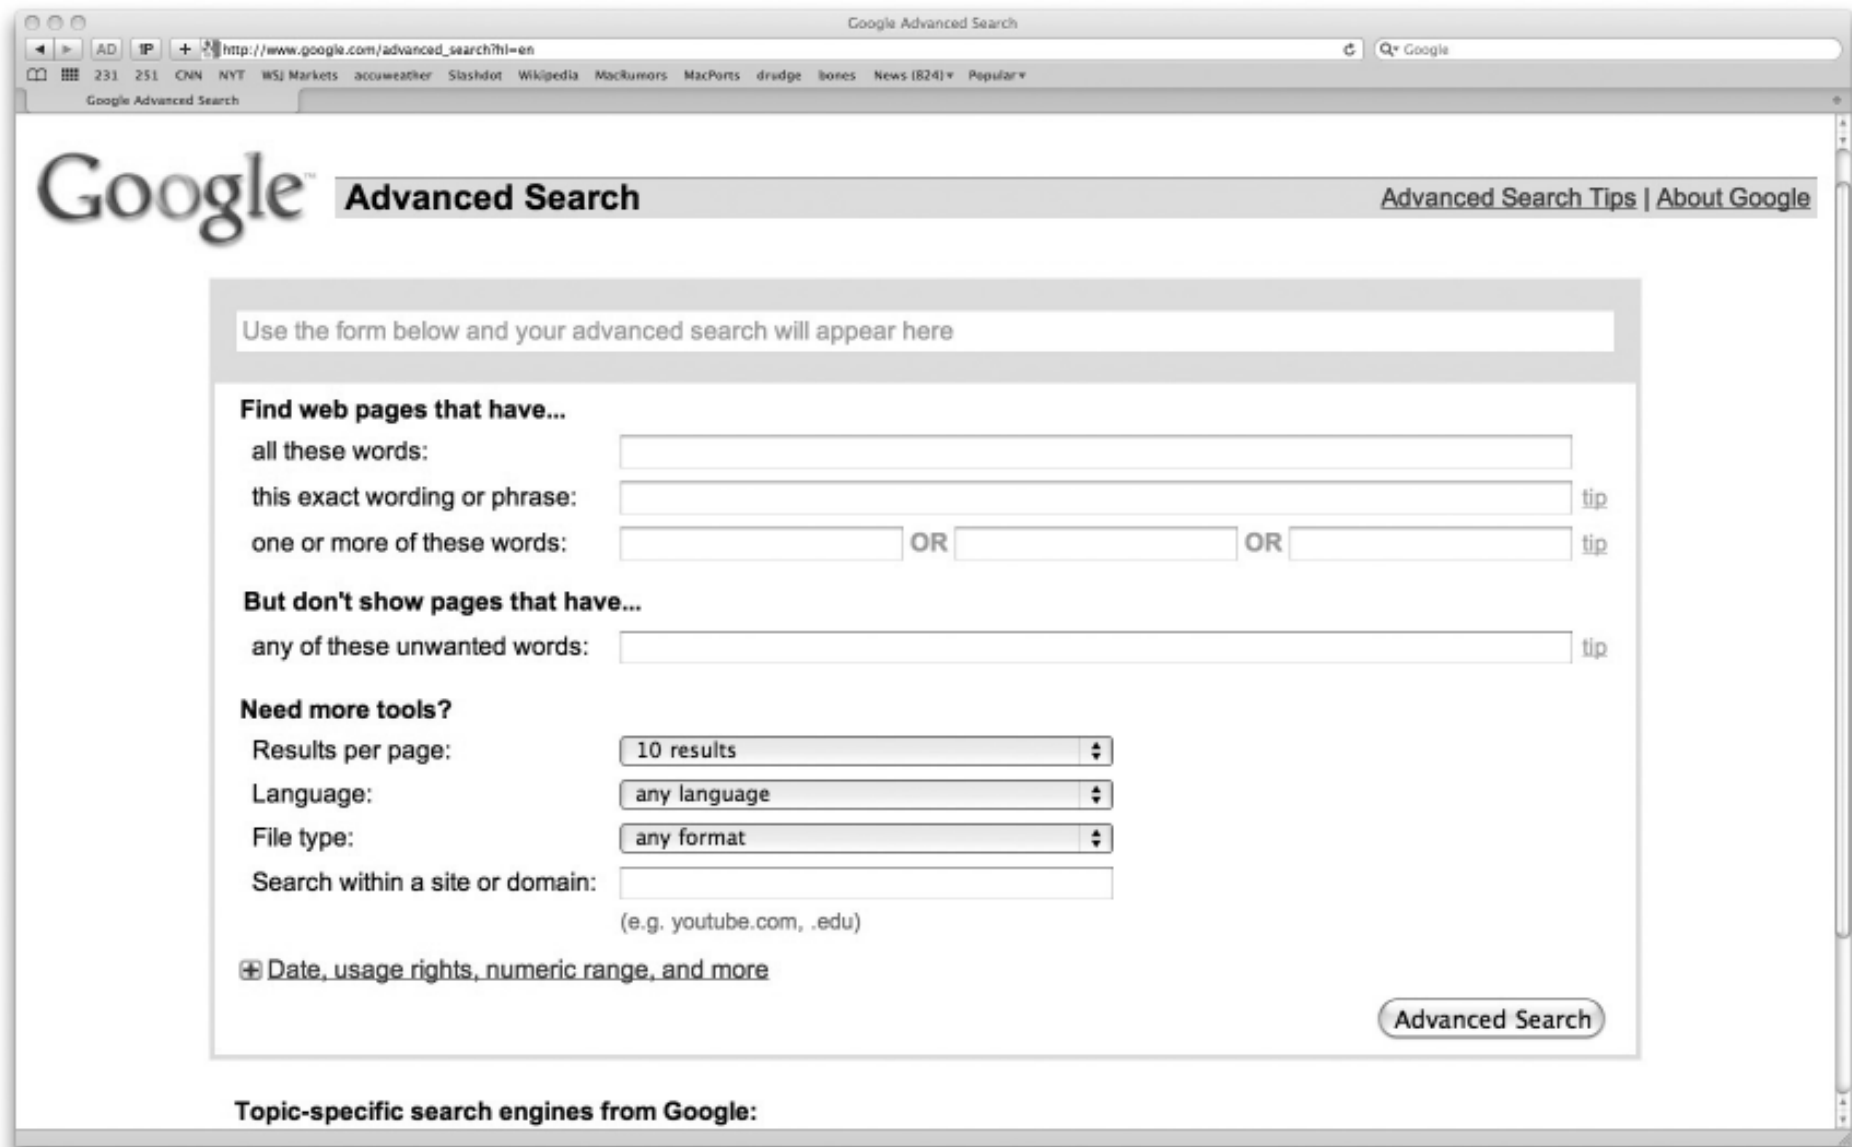 Google Advanced Search
AD 1P + http://www.google.com/advanced_search?hl=en Google
231 251 CNN NYT WSJ Markets accuweather Slashdot Wikipedia MacRumors MacPorts drudge bones News (824) Popular
Google Advanced Search
Google™ Advanced Search Advanced Search Tips | About Google
Use the form below and your advanced search will appear here
Find web pages that have...
all these words:
this exact wording or phrase: tip
one or more of these words: OR OR tip
But don't show pages that have...
any of these unwanted words: tip
Need more tools?
Results per page: 10 results
Language: any language
File type: any format
Search within a site or domain:
(e.g. youtube.com, .edu)
Date, usage rights, numeric range, and more
Advanced Search
Topic-specific search engines from Google: